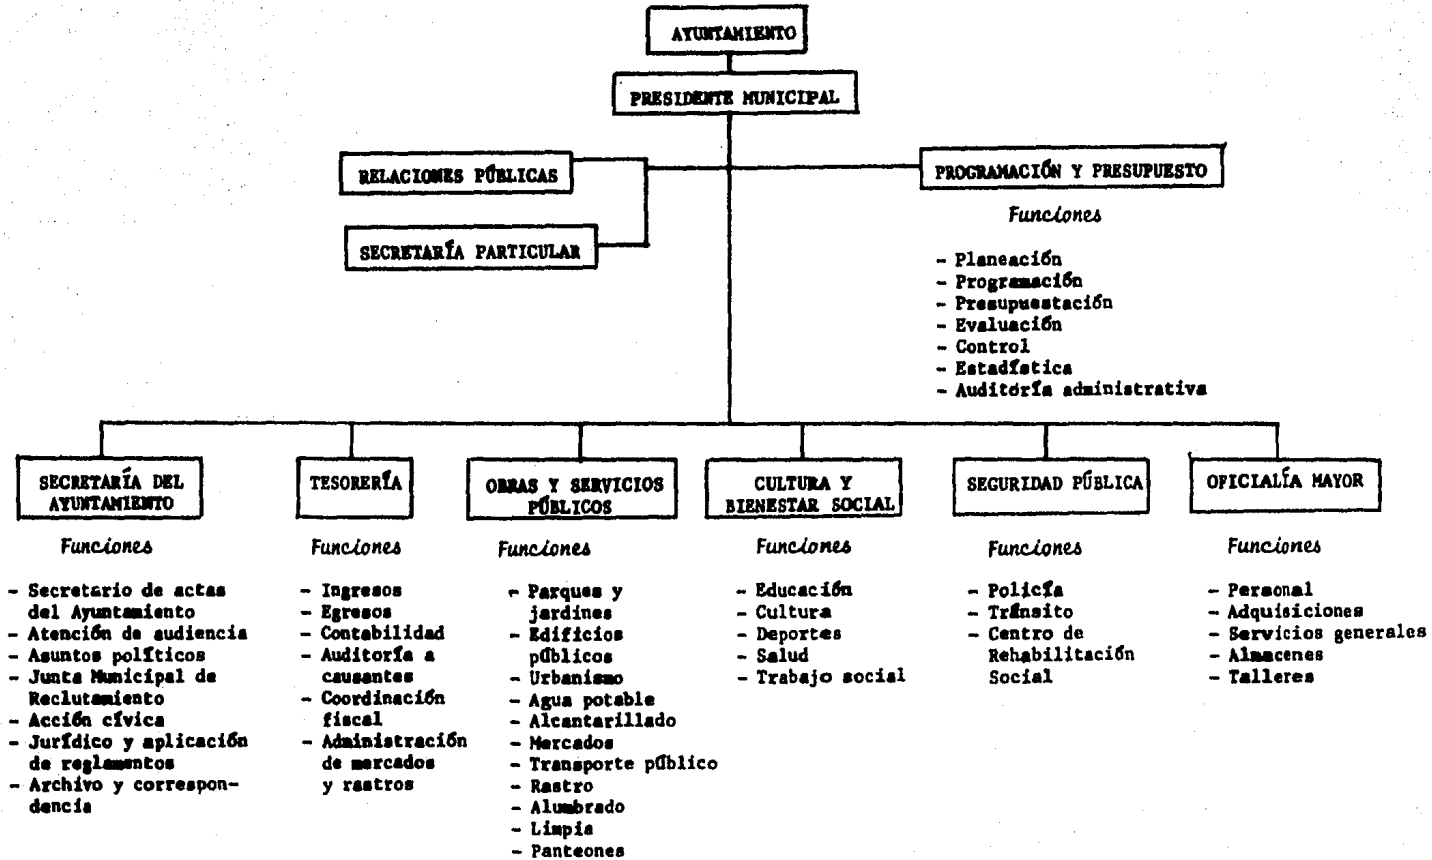 AYUNTAMIENTO
PRESIDENTE MUNICIPAL
RELACIONES PÚBLICAS
SECRETARÍA PARTICULAR
PROGRAMACIÓN Y PRESUPUESTO
Funciones
- Planeación
- Programación
- Presupuestación
- Evaluación
- Control
- Estadística
- Auditoría administrativa
SECRETARÍA DEL
AYUNTAMIENTO
Funciones
- Secretario de actas
del Ayuntamiento
- Atención de audiencia
- Asuntos políticos
- Junta Municipal de
Reclutamiento
- Acción cívica
- Jurídico y aplicación
de reglamentos
- Archivo y correspon-
dencia
TESORERÍA
Funciones
- Ingresos
- Egresos
- Contabilidad
- Auditoría a
causantes
- Coordinación
fiscal
- Administración
de mercados
y rastros
OBRAS Y SERVICIOS
PÚBLICOS
Funciones
- Parques y
jardines
- Edificios
públicos
- Urbanismo
- Agua potable
- Alcantarillado
- Mercados
- Transporte público
- Rastro
- Alumbrado
- Limpia
- Panteones
CULTURA Y
BIENESTAR SOCIAL
Funciones
- Educación
- Cultura
- Deportes
- Salud
- Trabajo social
SEGURIDAD PÚBLICA
Funciones
- Policía
- Tránsito
- Centro de
Rehabilitación
Social
OFICIALÍA MAYOR
Funciones
- Personal
- Adquisiciones
- Servicios generales
- Almacenes
- Talleres